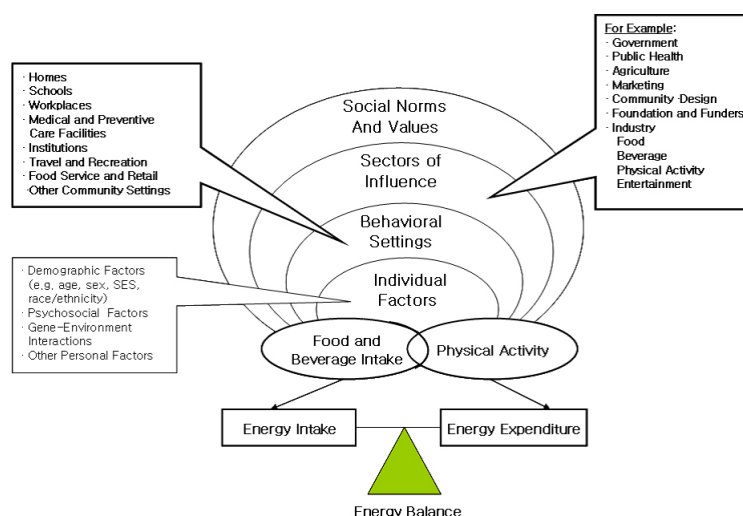 For Example:
· Government
· Public Health
· Agriculture
· Marketing
· Community Design
· Foundation and Funders
· Industry
Food
Beverage
Physical Activity
Entertainment
· Homes
· Schools
· Workplaces
· Medical and Preventive
Care Facilities
· Institutions
· Travel and Recreation
· Food Service and Retail
·Other Community Settings
Social Norms
And Values
Sectors of
Influence
Behavioral
Settings
Individual
Factors
· Demographic Factors
(e.g. age, sex, SES,
race/ethnicity)
· Psychosocial Factors
· Gene-Environment
Interactions
· Other Personal Factors
Food and
Beverage Intake
Physical Activity
Energy Intake
Energy Expenditure
Energy Balance